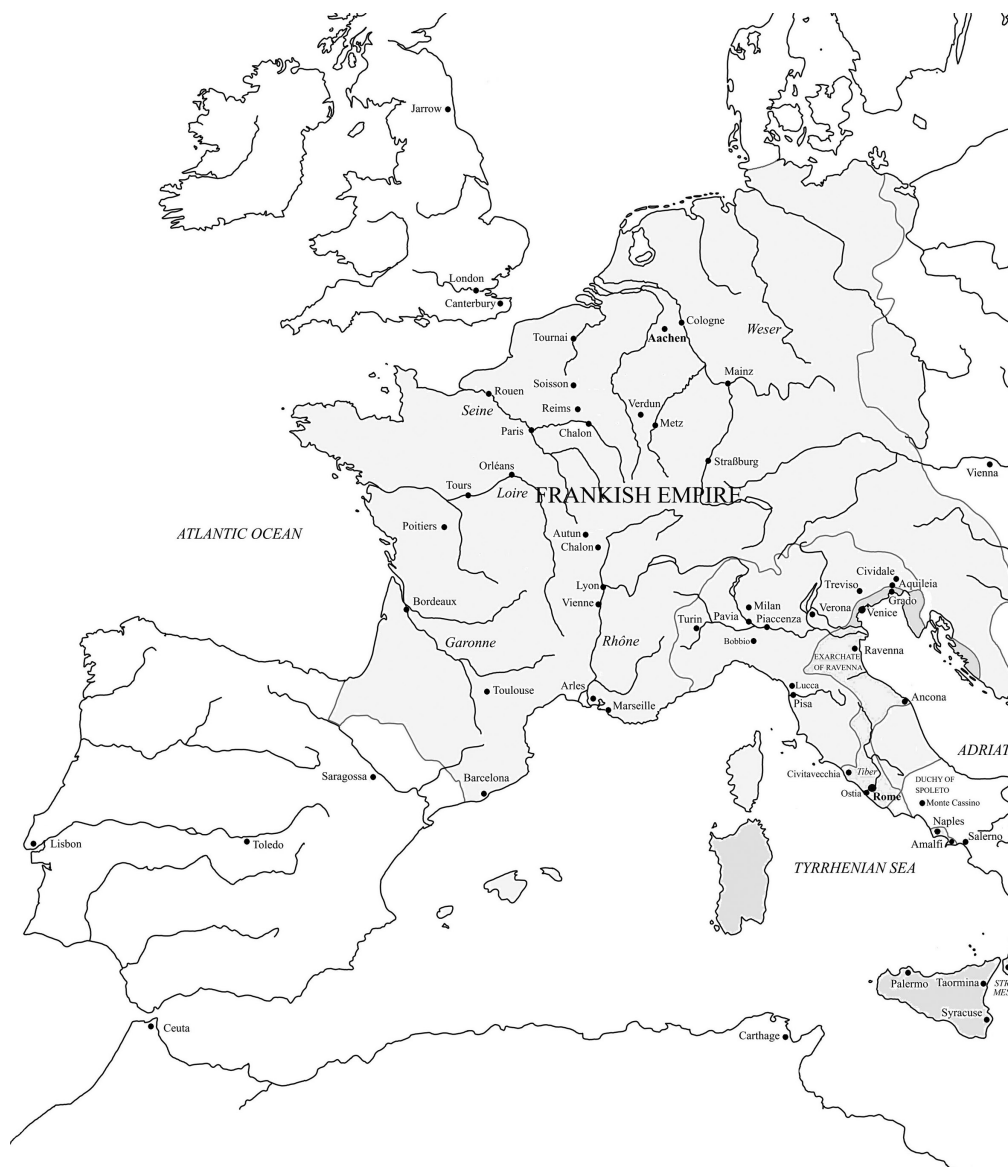 Jarrow
London
Canterbury
Tournai
Cologne
Aachen
Weser
Soisson
Mainz
Rouen
Seine
Reims
Verdun
Metz
Paris
Chalon
Straßburg
Orléans
Vienna
Tours
Loire
FRANKISH EMPIRE
Poitiers
ATLANTIC OCEAN
Autun
Chalon
Cividale
Treviso
Aquileia
Lyon
Grado
Bordeaux
Vienne
Milan
Verona
Venice
Turin
Pavia
Piaccenza
Garonne
Rhône
Bobbio
Ravenna
EXARCHATE
OF RAVENNA
Toulouse
Arles
Lucca
Marseille
Pisa
Ancona
ADRIAT
Saragossa
Barcelona
Civitavecchia
Tiber
DUCHY OF
SPOLETO
Ostia
Rome
Monte Cassino
Naples
Lisbon
Toledo
Amalfi
Salerno
TYRRHENIAN SEA
Palermo
Taormina
STR
MES
Syracuse
Ceuta
Carthage